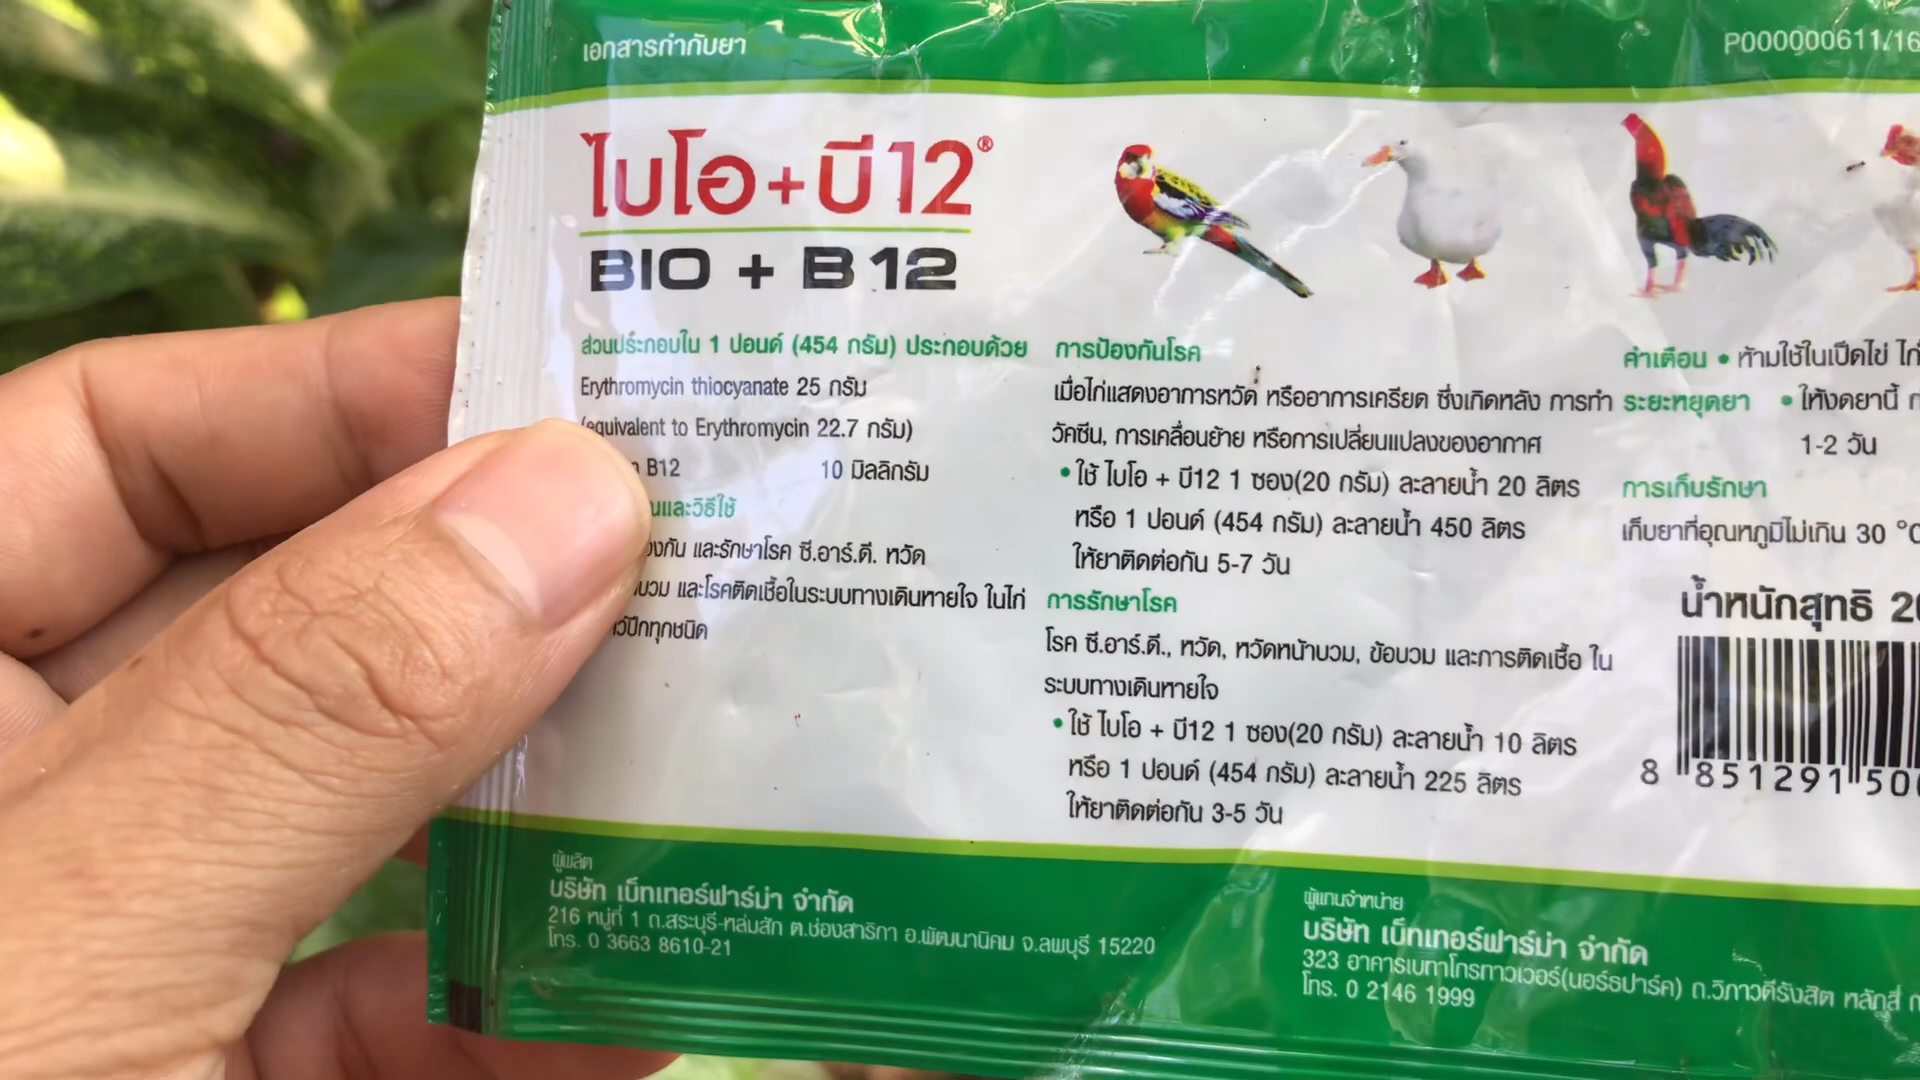 เอกสารกำกับยา
P000000611/16
ไบโอ+บี12®
BIO + B12
ส่วนประกอบใน 1 ปอนด์ (454 กรัม) ประกอบด้วย
Erythromycin thiocyanate 25 กรัม
(equivalent to Erythromycin 22.7 กรัม)
B12 10 มิลลิกรัม
และวิธีใช้
และรักษาโรค ซี.อาร์.ดี. หวัด
และโรคติดเชื้อในระบบทางเดินหายใจ ในไก่
ปีกทุกชนิด
การป้องกันโรค
เมื่อไก่แสดงอาการหวัด หรืออาการเครียด ซึ่งเกิดหลัง การทำ
วัคซีน, การเคลื่อนย้าย หรือการเปลี่ยนแปลงของอากาศ
• ใช้ ไบโอ + บี12 1 ซอง(20 กรัม) ละลายน้ำ 20 ลิตร
หรือ 1 ปอนด์ (454 กรัม) ละลายน้ำ 450 ลิตร
ให้ยาติดต่อกัน 5-7 วัน
การรักษาโรค
โรค ซี.อาร์.ดี., หวัด, หวัดหน้าบวม, ข้อบวม และการติดเชื้อ ใน
ระบบทางเดินหายใจ
• ใช้ ไบโอ + บี12 1 ซอง(20 กรัม) ละลายน้ำ 10 ลิตร
หรือ 1 ปอนด์ (454 กรัม) ละลายน้ำ 225 ลิตร
ให้ยาติดต่อกัน 3-5 วัน
คำเตือน • ห้ามใช้ในเป็ดไข่
ระยะหยุดยา • ให้งดยานี้
1-2 วัน
การเก็บรักษา
เก็บยาที่อุณหภูมิไม่เกิน 30 °C
น้ำหนักสุทธิ
8 851291 500
ผู้ผลิต
บริษัท เบ็ทเทอร์ฟาร์ม่า จำกัด
216 หมู่ที่ 1 ถ.สระบุรี-หล่มสัก ต.ช่องสาริกา อ.พัฒนานิคม จ.ลพบุรี 15220
โทร. 0 3663 8610-21
ผู้แทนจำหน่าย
บริษัท เบ็ทเทอร์ฟาร์ม่า จำกัด
323 อาคารเบทาโกรทาวเวอร์(นอร์ธปาร์ค) ถ.วิภาวดีรังสิต หลักสี่
โทร. 0 2146 1999